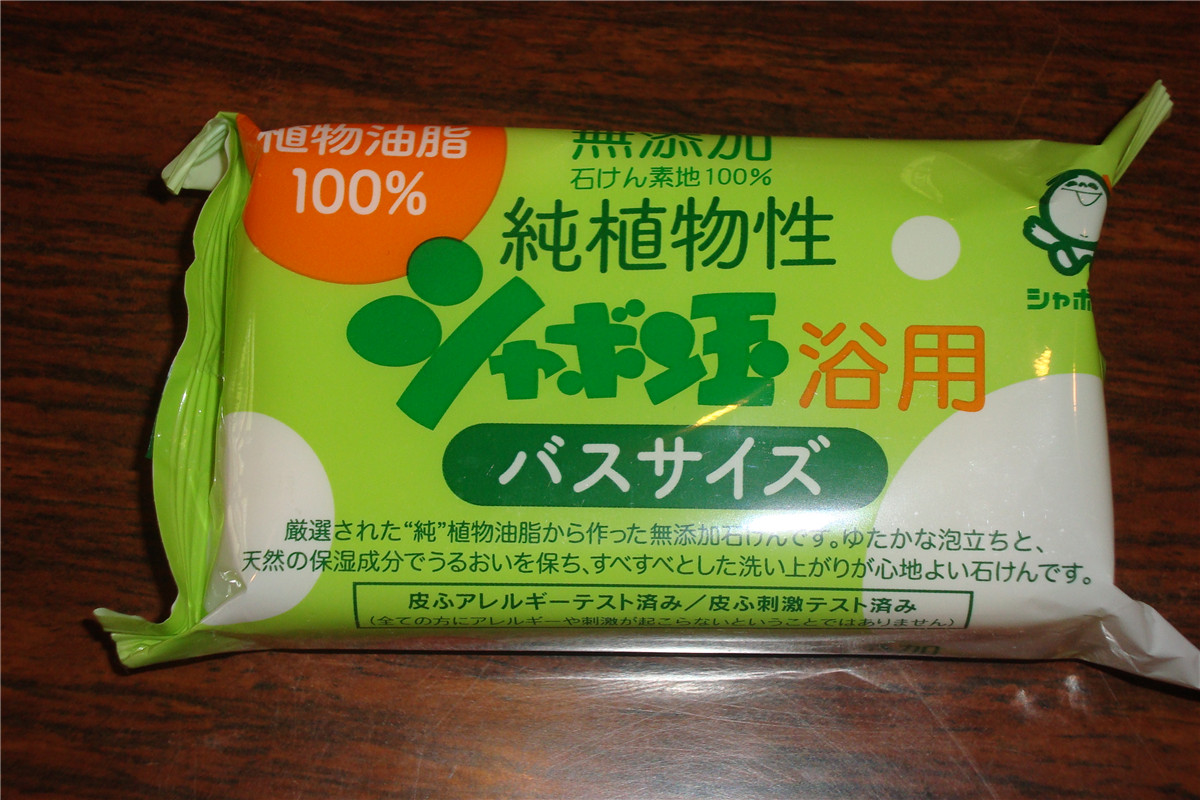 植物油脂
100%
無添加
石けん素地100%
純植物性
シャボン玉 浴用
シャボ
バスサイズ
厳選された“純”植物油脂から作った無添加石けんです。ゆたかな泡立ちと、
天然の保湿成分でうるおいを保ち、すべすべとした洗い上がりが心地よい石けんです。
皮ふアレルギーテスト済み／皮ふ刺激テスト済み
(全ての方にアレルギーや刺激が起こらないということではありません)